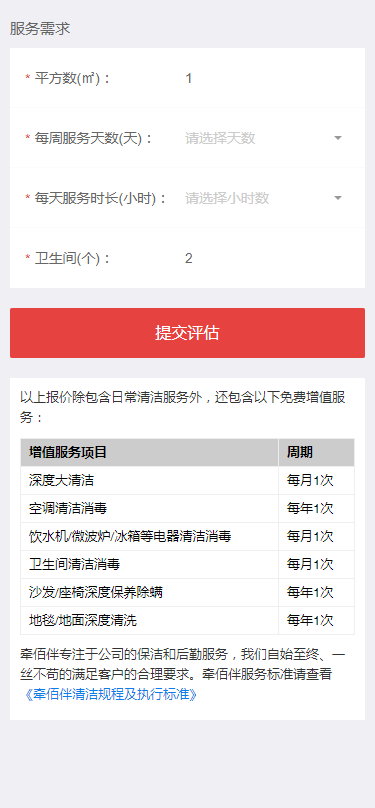 服务需求
* 平方数(㎡)： 1
* 每周服务天数(天)： 请选择天数
* 每天服务时长(小时)： 请选择小时数
* 卫生间(个)： 2
提交评估
以上报价除包含日常清洁服务外，还包含以下免费增值服
务：
增值服务项目 周期
深度大清洁 每月1次
空调清洁消毒 每年1次
饮水机/微波炉/冰箱等电器清洁消毒 每月1次
卫生间清洁消毒 每月1次
沙发/座椅深度保养除螨 每年1次
地毯/地面深度清洗 每年1次
牵佰伴专注于公司的保洁和后勤服务，我们自始至终、一
丝不苟的满足客户的合理要求。牵佰伴服务标准请查看
《牵佰伴清洁规程及执行标准》